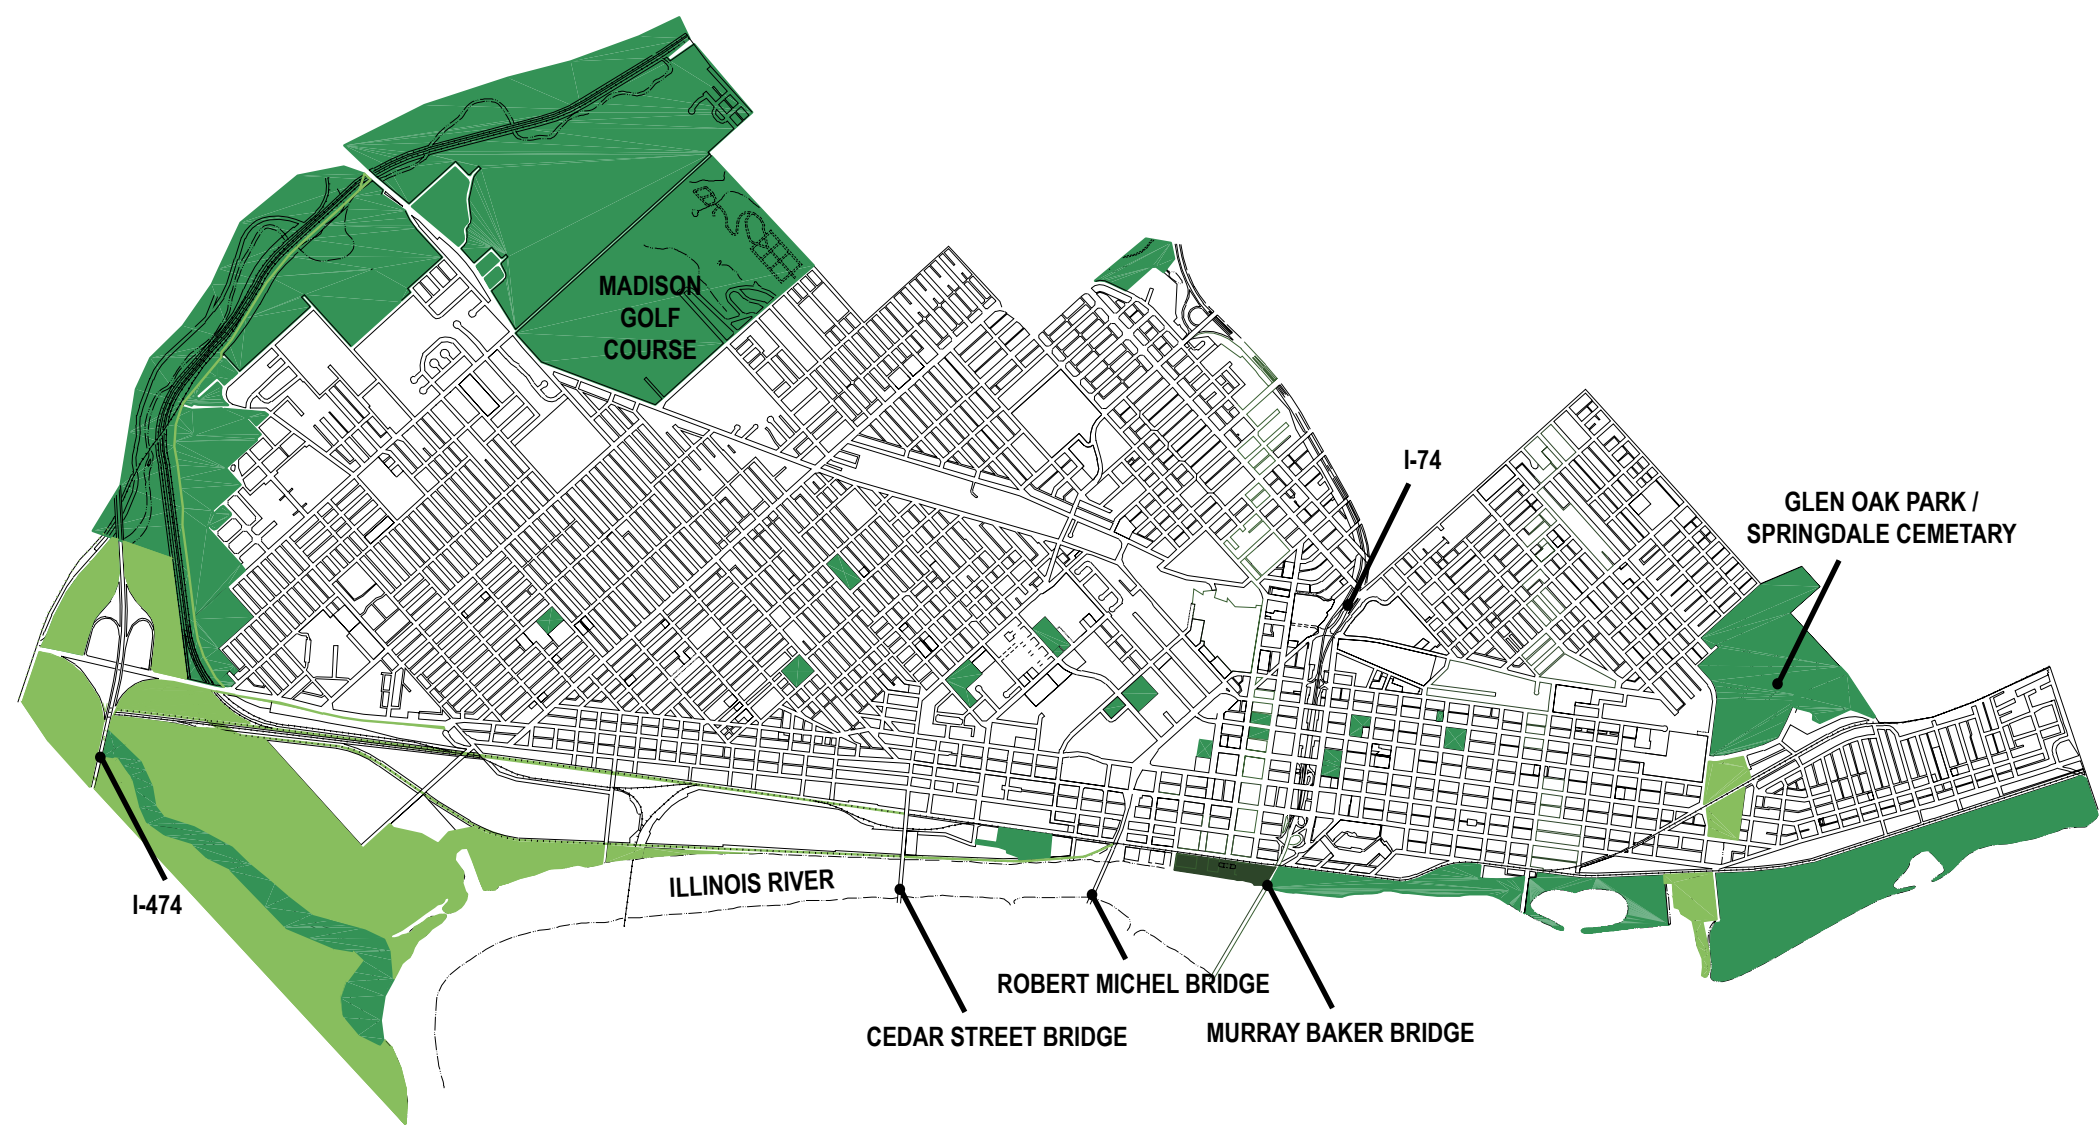 MADISON
GOLF
COURSE
I-74
GLEN OAK PARK /
SPRINGDALE CEMETARY
I-474
ILLINOIS RIVER
ROBERT MICHEL BRIDGE
CEDAR STREET BRIDGE
MURRAY BAKER BRIDGE